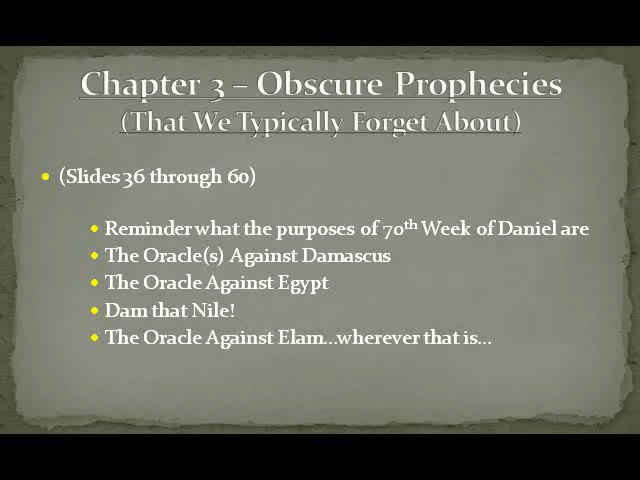 Chapter 3 – Obscure Prophecies
(That We Typically Forget About)
• (Slides 36 through 60)
• Reminder what the purposes of 70th Week of Daniel are
• The Oracle(s) Against Damascus
• The Oracle Against Egypt
• Dam that Nile!
• The Oracle Against Elam...wherever that is...